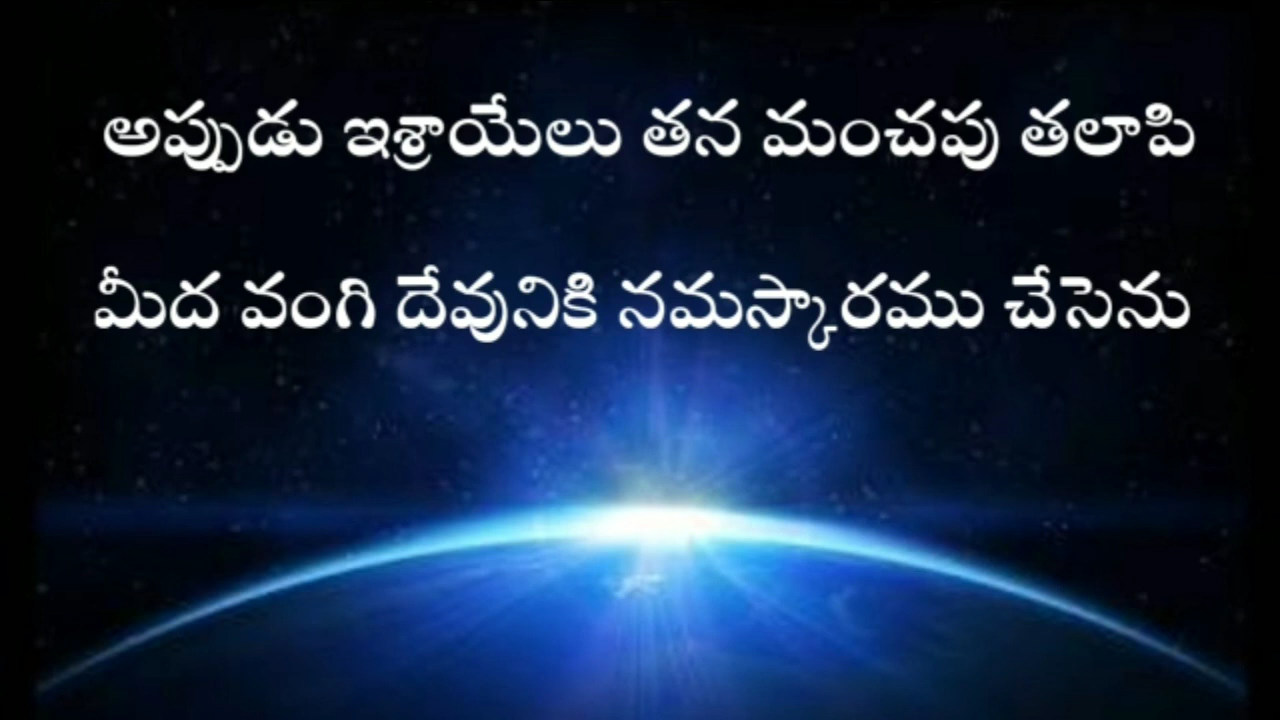 అప్పుడు ఇశ్రాయేలు తన మంచపు తలాపి
మీద వంగి దేవునికి నమస్కారము చేసెను